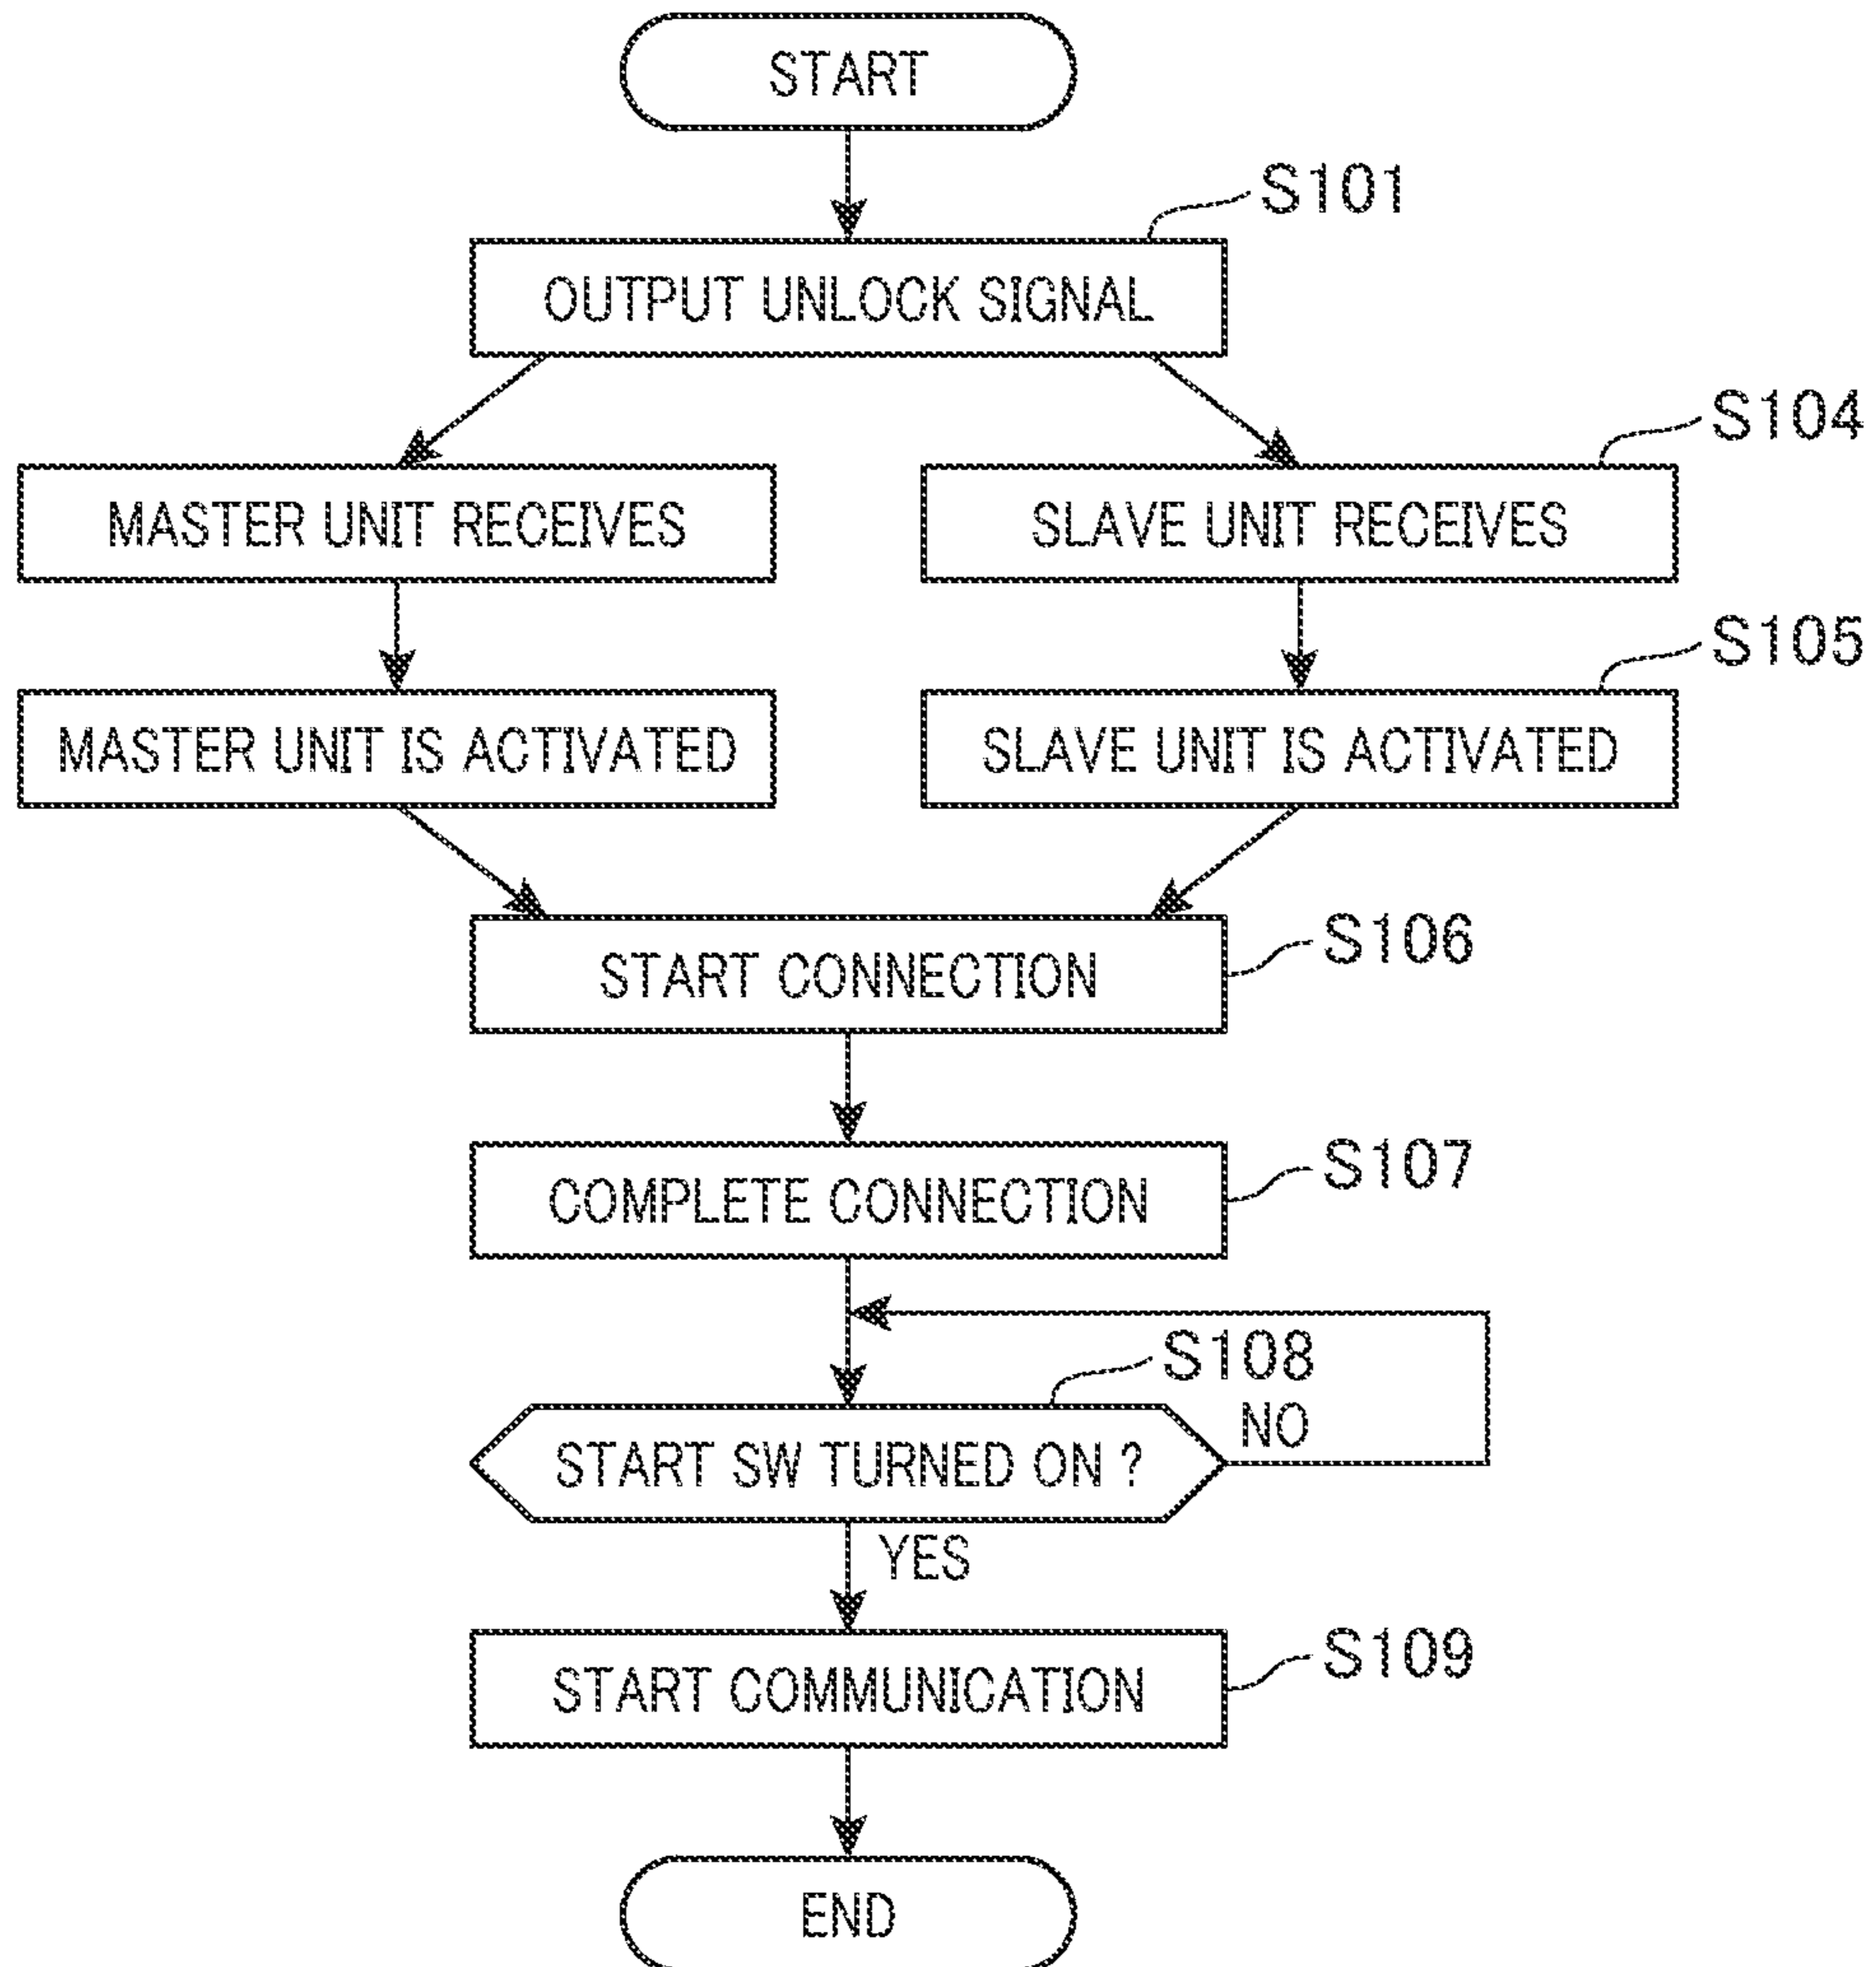 START
S101
OUTPUT UNLOCK SIGNAL
S104
MASTER UNIT RECEIVES
SLAVE UNIT RECEIVES
S105
MASTER UNIT IS ACTIVATED
SLAVE UNIT IS ACTIVATED
S106
START CONNECTION
S107
COMPLETE CONNECTION
S108
NO
START SW TURNED ON ?
YES
S109
START COMMUNICATION
END